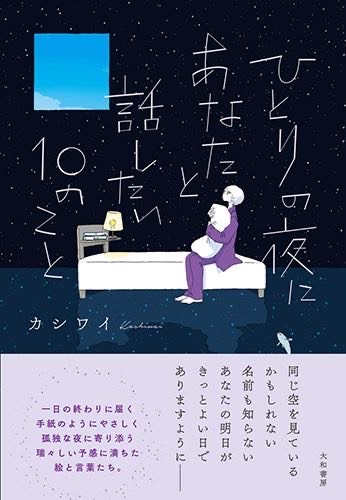 ひとりの夜に
あなたと
話したい
10のこと
カシワイ
Kashiwai
同じ空を見ている
かもしれない
名前も知らない
あなたの明日が
きっとよい日で
ありますように──
一日の終わりに届く
手紙のようにやさしく
孤独な夜に寄り添う
瑞々しい予感に満ちた
絵と言葉たち。
大和書房